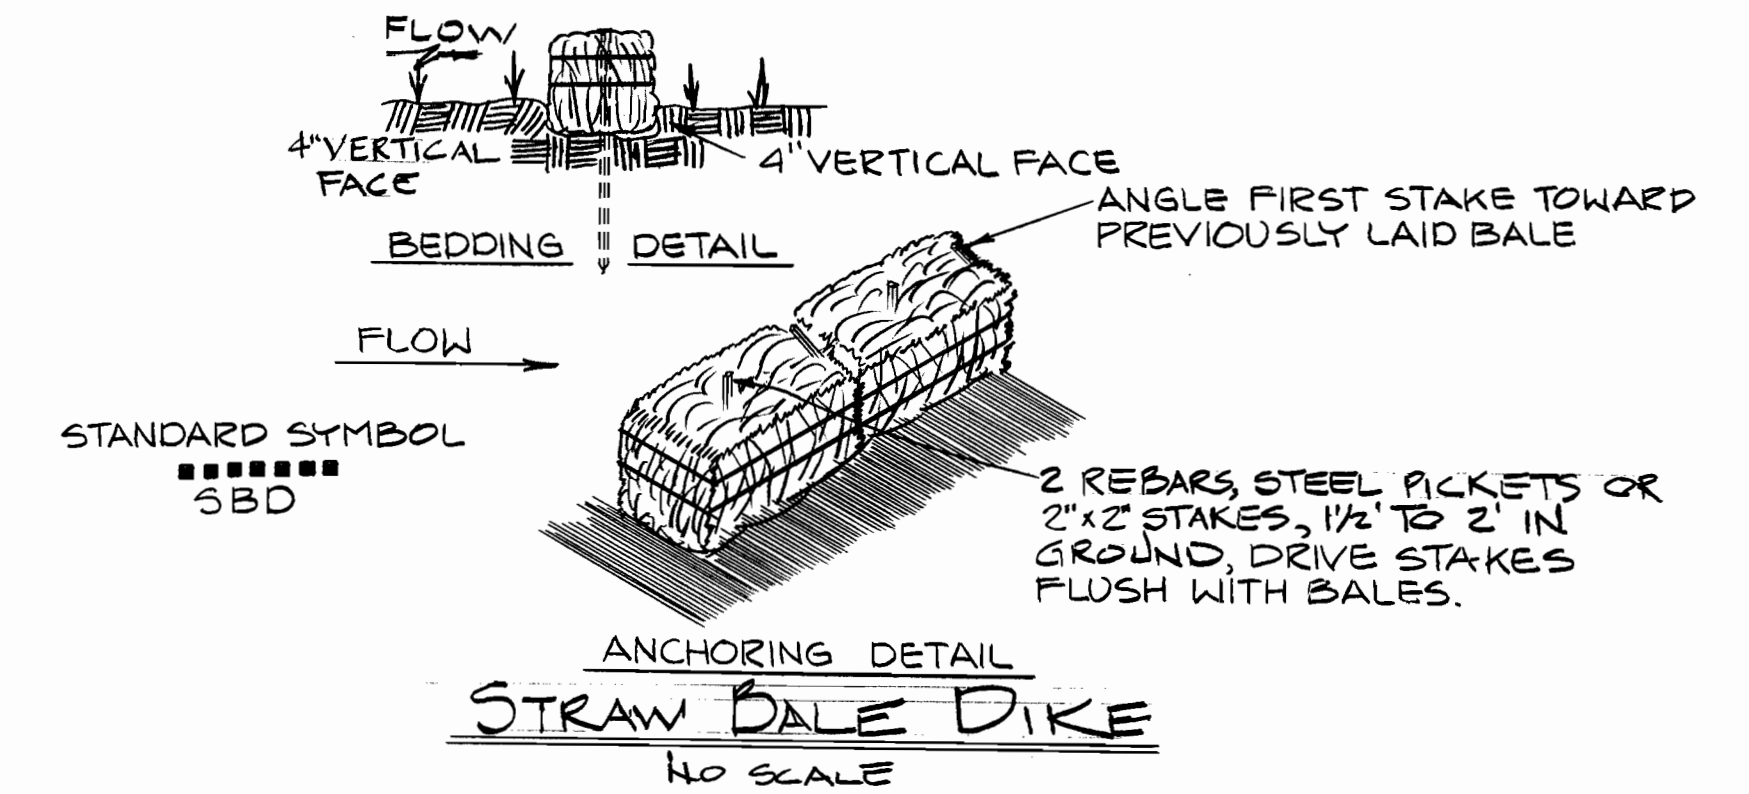 FLOW
4" VERTICAL
FACE
4" VERTICAL FACE
BEDDING DETAIL
ANGLE FIRST STAKE TOWARD
PREVIOUSLY LAID BALE
FLOW
STANDARD SYMBOL
SBD
2 REBARS, STEEL PICKETS OR
2"x2" STAKES, 1½' TO 2' IN
GROUND, DRIVE STAKES
FLUSH WITH BALES.
ANCHORING DETAIL
STRAW BALE DIKE
NO SCALE